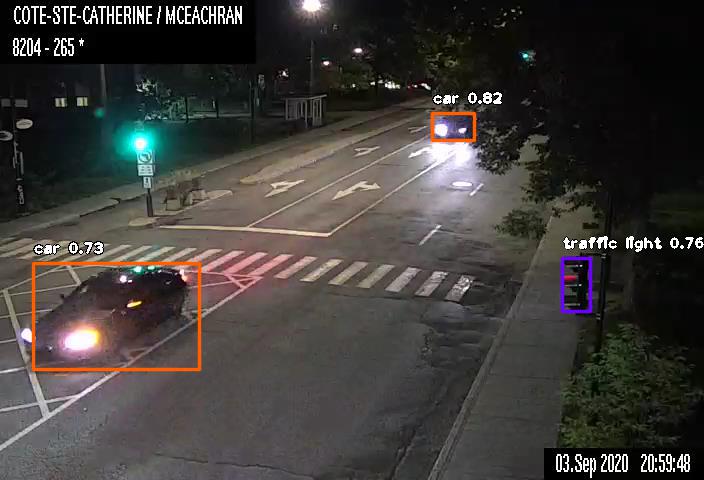 COTE-STE-CATHERINE / MCEACHRAN
8204 - 265 *
car 0.82
car 0.73
traffic light 0.76
03.Sep 2020 20:59:48